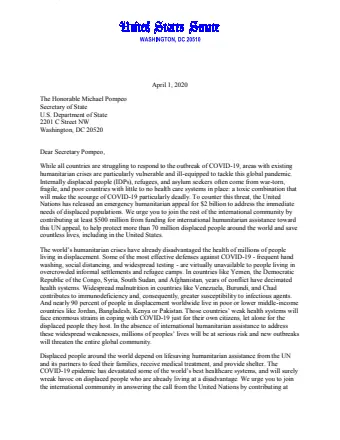 United States Senate
WASHINGTON, DC 20510
April 1, 2020
The Honorable Michael Pompeo
Secretary of State
U.S. Department of State
2201 C Street NW
Washington, DC 20520
Dear Secretary Pompeo,
While all countries are struggling to respond to the outbreak of COVID-19, areas with existing
humanitarian crises are particularly vulnerable and ill-equipped to tackle this global pandemic.
Internally displaced people (IDPs), refugees, and asylum seekers often come from war-torn,
fragile, and poor countries with little to no health care systems in place: a toxic combination that
will make the scourge of COVID-19 particularly deadly. To counter this threat, the United
Nations has released an emergency humanitarian appeal for $2 billion to address the immediate
needs of displaced populations. We urge you to join the rest of the international community by
contributing at least $500 million from funding for international humanitarian assistance toward
this UN appeal, to help protect more than 70 million displaced people around the world and save
countless lives, including in the United States.
The world's humanitarian crises have already disadvantaged the health of millions of people
living in displacement. Some of the most effective defenses against COVID-19 - frequent hand
washing, social distancing, and widespread testing - are virtually unavailable to people living in
overcrowded informal settlements and refugee camps. In countries like Yemen, the Democratic
Republic of the Congo, Syria, South Sudan, and Afghanistan, years of conflict have decimated
health systems. Widespread malnutrition in countries like Venezuela, Burundi, and Chad
contributes to immunodeficiency and, consequently, greater susceptibility to infectious agents.
And nearly 90 percent of people in displacement worldwide live in poor or lower middle-income
countries like Jordan, Bangladesh, Kenya or Pakistan. Those countries' weak health systems will
face enormous strains in coping with COVID-19 just for their own citizens, let alone for the
displaced people they host. In the absence of international humanitarian assistance to address
these widespread weaknesses, millions of peoples' lives will be at serious risk and new outbreaks
will threaten the entire global community.
Displaced people around the world depend on lifesaving humanitarian assistance from the UN
and its partners to feed their families, receive medical treatment, and provide shelter. The
COVID-19 epidemic has devastated some of the world's best healthcare systems, and will surely
wreak havoc on displaced people who are already living at a disadvantage. We urge you to join
the international community in answering the call from the United Nations by contributing at